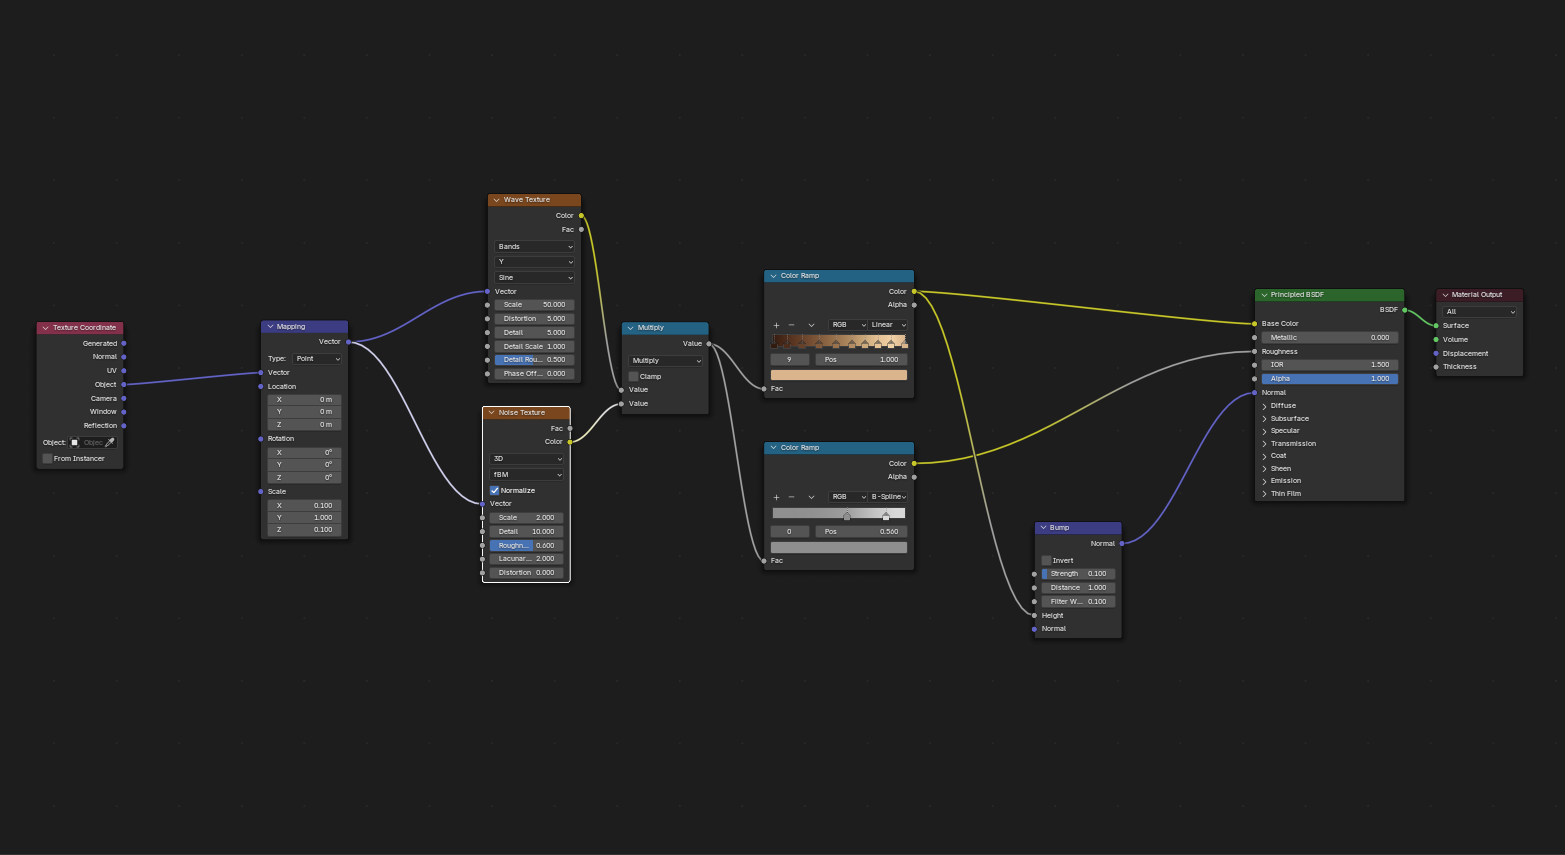 Texture Coordinate
Generated
Normal
UV
Object
Camera
Window
Reflection
Object:
From Instancer
Mapping
Vector
Type: Point
Vector
Location
X 0 m
Y 0 m
Z 0 m
Rotation
X 0°
Y 0°
Z 0°
Scale
X 0.100
Y 1.000
Z 0.100
Wave Texture
Color
Fac
Bands
Y
Sine
Vector
Scale 50.000
Distortion 5.000
Detail 5.000
Detail Scale 1.000
Detail Rou... 0.500
Phase Off... 0.000
Noise Texture
Fac
Color
3D
fBM
Normalize
Vector
Scale 2.000
Detail 10.000
Roughn... 0.600
Lacunar... 2.000
Distortion 0.000
Multiply
Value
Multiply
Clamp
Value
Value
Color Ramp
Color
Alpha
RGB Linear
9 Pos 1.000
Fac
Color Ramp
Color
Alpha
RGB B-Spline
0 Pos 0.560
Fac
Bump
Normal
Invert
Strength 0.100
Distance 1.000
Filter W... 0.100
Height
Normal
Principled BSDF
BSDF
Base Color
Metallic 0.000
Roughness
IOR 1.500
Alpha 1.000
Normal
Diffuse
Subsurface
Specular
Transmission
Coat
Sheen
Emission
Thin Film
Material Output
All
Surface
Volume
Displacement
Thickness